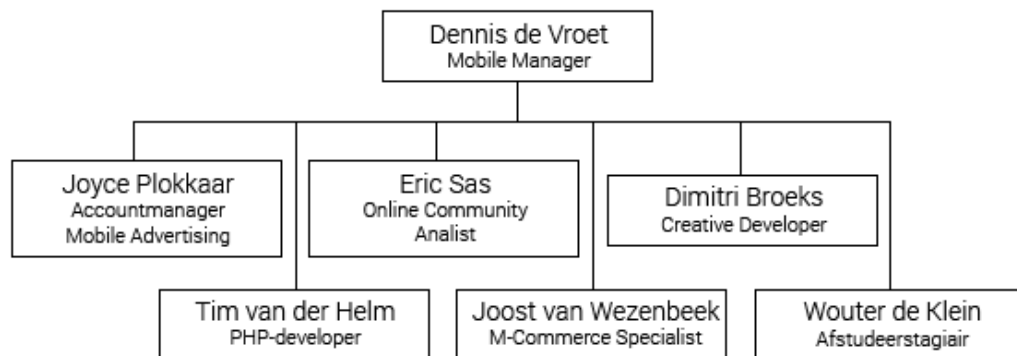 Dennis de Vroet
Mobile Manager
Joyce Plokkaar
Accountmanager
Mobile Advertising
Eric Sas
Online Community
Analist
Dimitri Broeks
Creative Developer
Tim van der Helm
PHP-developer
Joost van Wezenbeek
M-Commerce Specialist
Wouter de Klein
Afstudeerstagiair